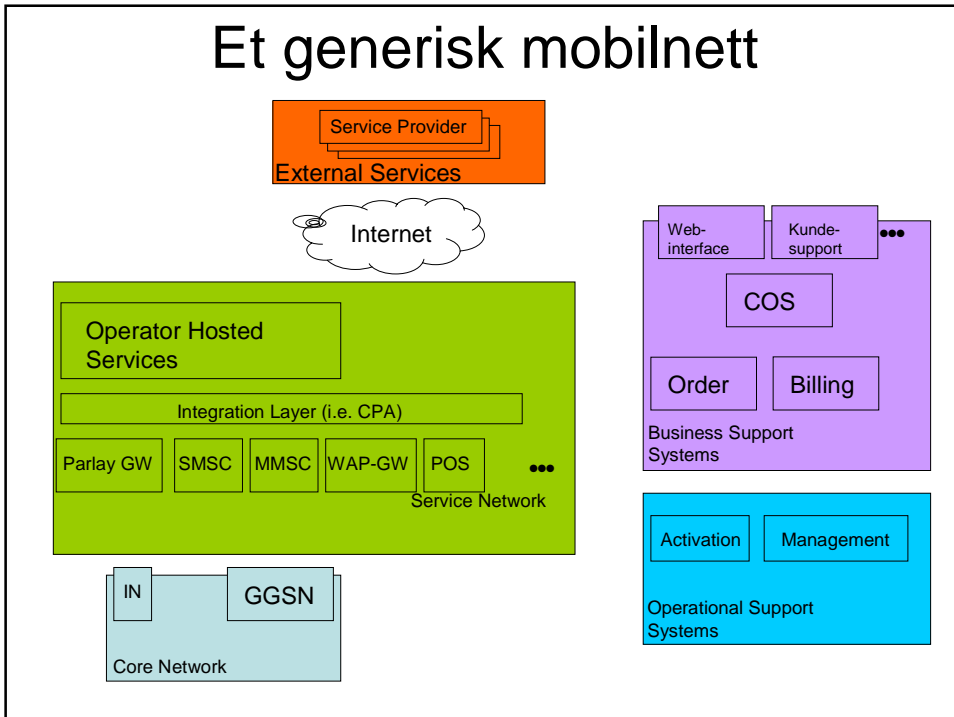 Et generisk mobilnett
Service Provider
External Services
Internet
Operator Hosted
Services
Integration Layer (i.e. CPA)
Parlay GW
SMSC
MMSC
WAP-GW
POS
•••
Service Network
IN
GGSN
Core Network
Web-
interface
Kunde-
support
•••
COS
Order
Billing
Business Support
Systems
Activation
Management
Operational Support
Systems